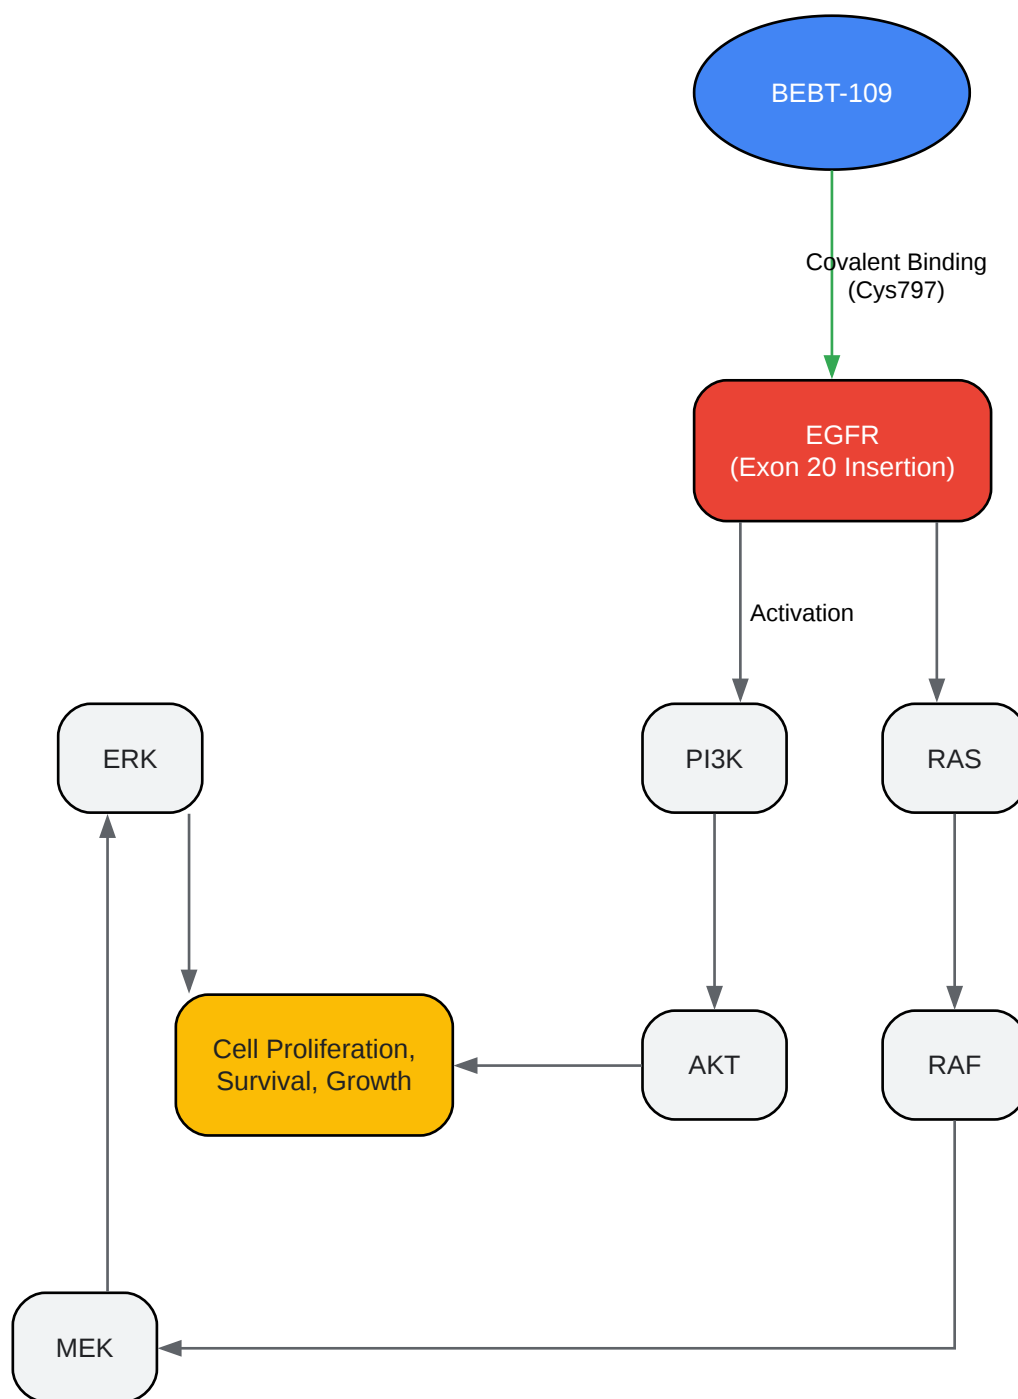 BEBT-109
Covalent Binding
(Cys797)
EGFR
(Exon 20 Insertion)
Activation
ERK
PI3K
RAS
Cell Proliferation,
Survival, Growth
AKT
RAF
MEK